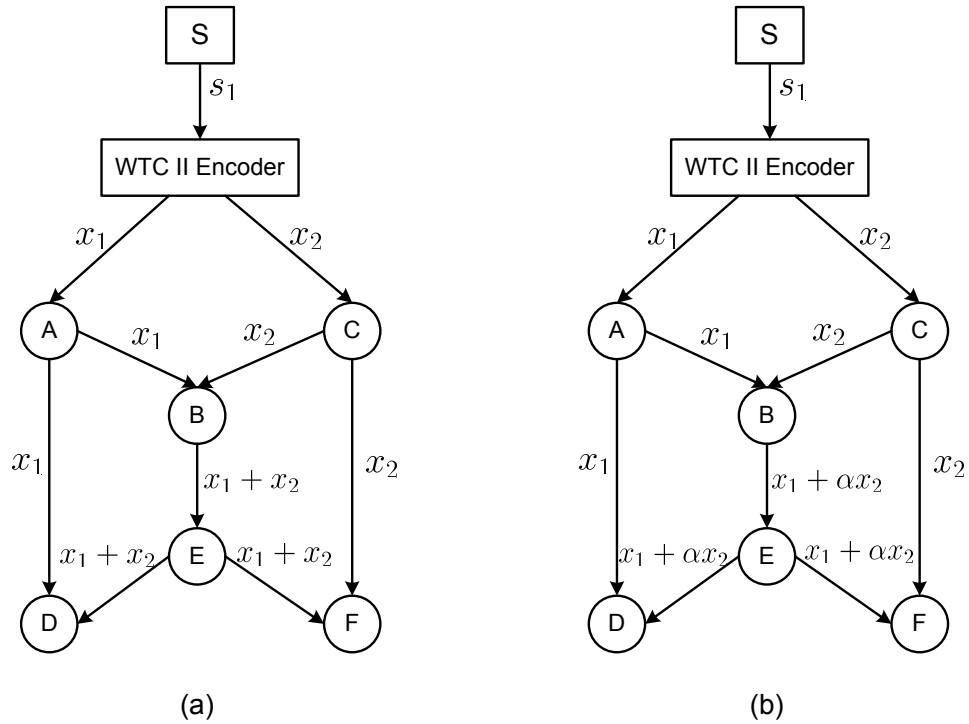 S
s₁
WTC II Encoder
x₁
x₂
A
C
x₁
x₂
B
x₁
x₂
x₁ + x₂
x₁ + x₂
E
x₁ + x₂
D
F
(a)
S
s₁
WTC II Encoder
x₁
x₂
A
C
x₁
x₂
B
x₁
x₂
x₁ + αx₂
x₁ + αx₂
E
x₁ + αx₂
D
F
(b)